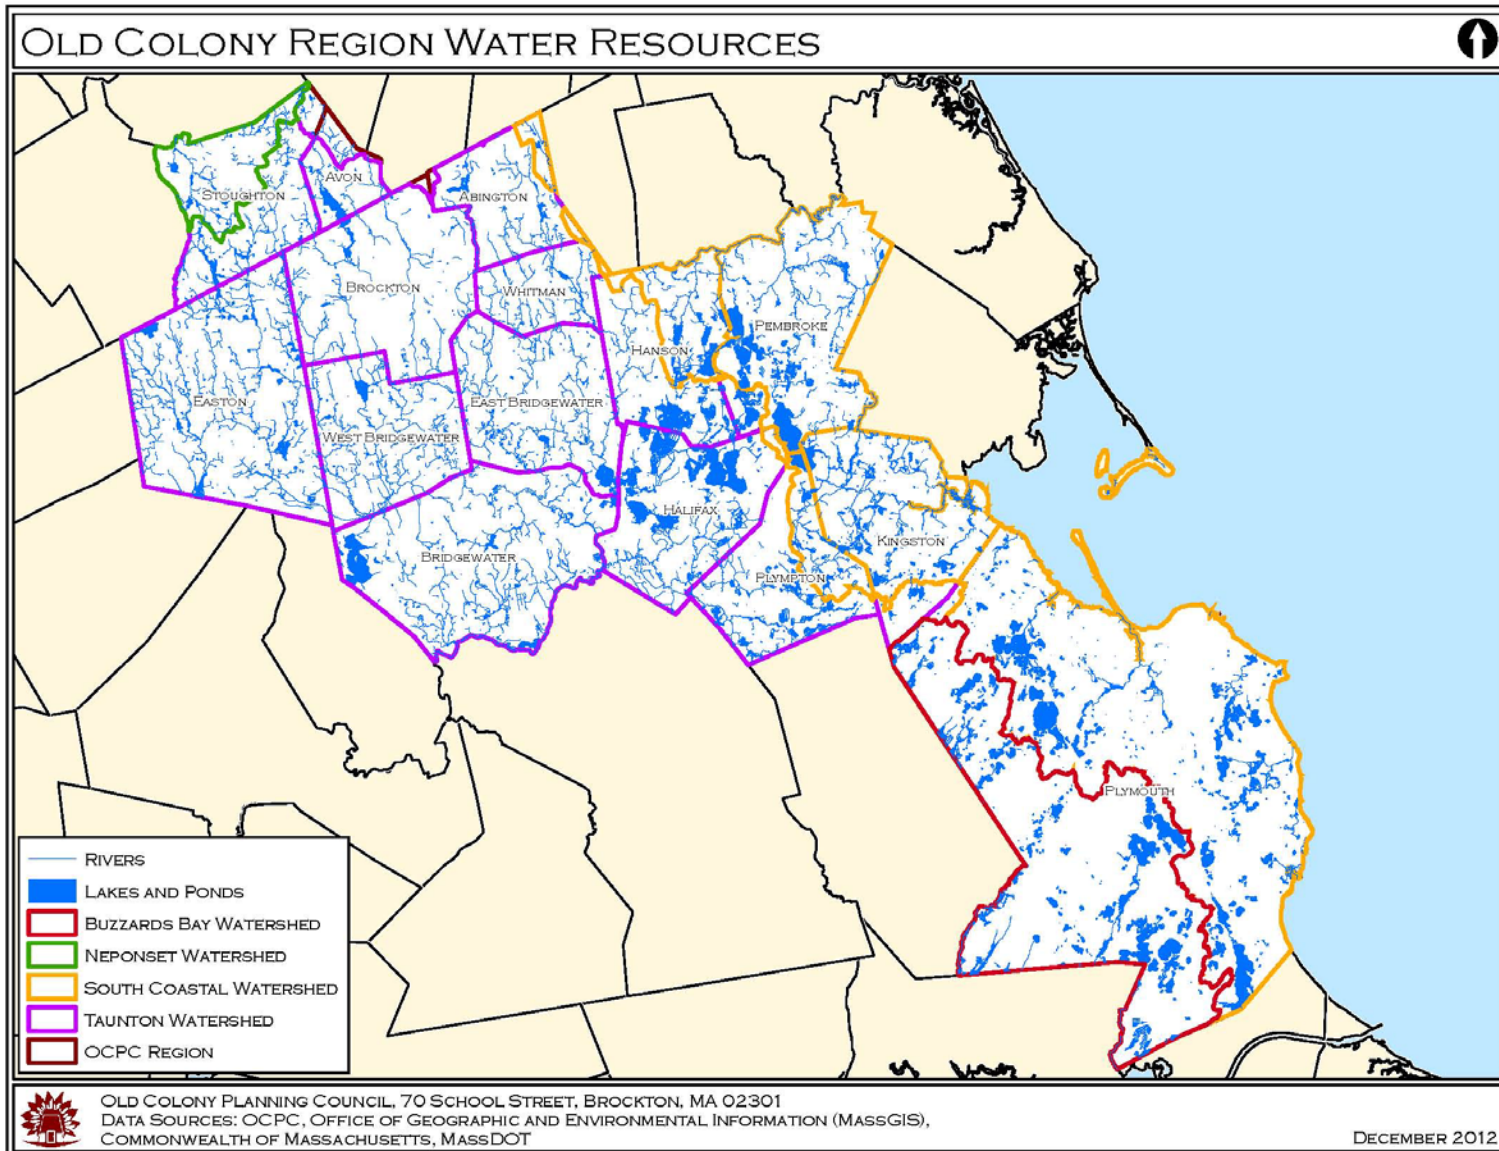 OLD COLONY REGION WATER RESOURCES
STOUGHTON
AVON
ABINGTON
BROCKTON
WHITMAN
PEMBROKE
HANSON
EASTON
EAST BRIDGEWATER
WEST BRIDGEWATER
HALIFAX
KINGSTON
BRIDGEWATER
PLYMPTON
PLYMOUTH
RIVERS
LAKES AND PONDS
BUZZARDS BAY WATERSHED
NEPONSET WATERSHED
SOUTH COASTAL WATERSHED
TAUNTON WATERSHED
OCPC REGION
OLD COLONY PLANNING COUNCIL, 70 SCHOOL STREET, BROCKTON, MA 02301
DATA SOURCES: OCPC, OFFICE OF GEOGRAPHIC AND ENVIRONMENTAL INFORMATION (MASSGIS),
COMMONWEALTH OF MASSACHUSETTS, MASSDOT
DECEMBER 2012